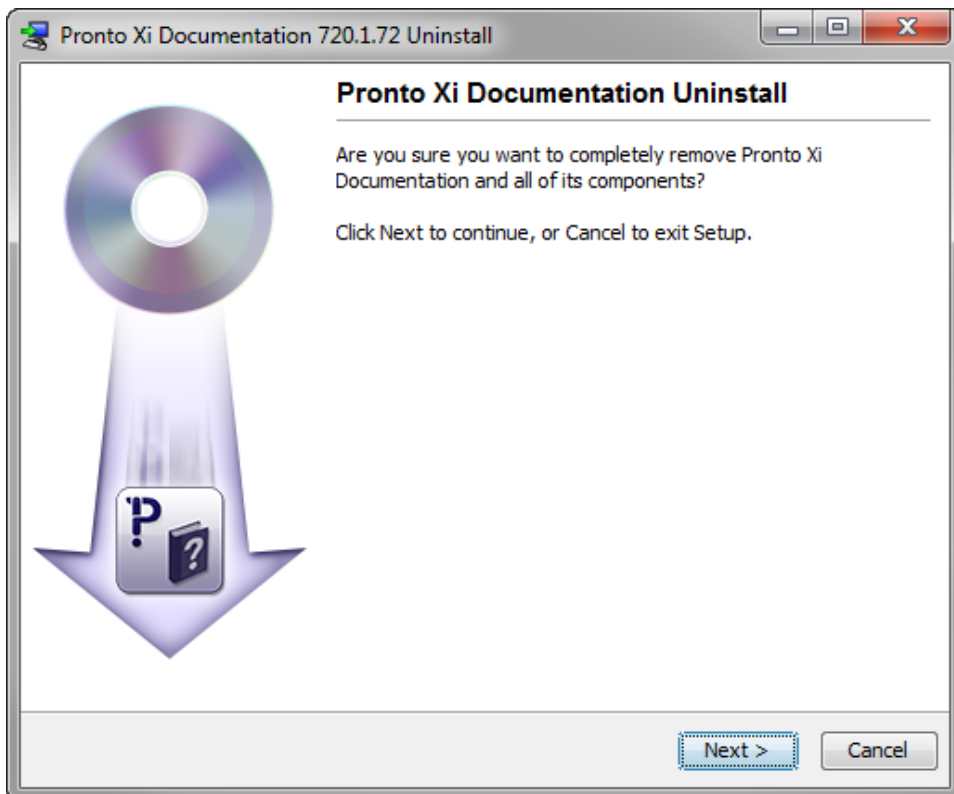 Pronto Xi Documentation 720.1.72 Uninstall
Pronto Xi Documentation Uninstall
Are you sure you want to completely remove Pronto Xi
Documentation and all of its components?
Click Next to continue, or Cancel to exit Setup.
Next >
Cancel